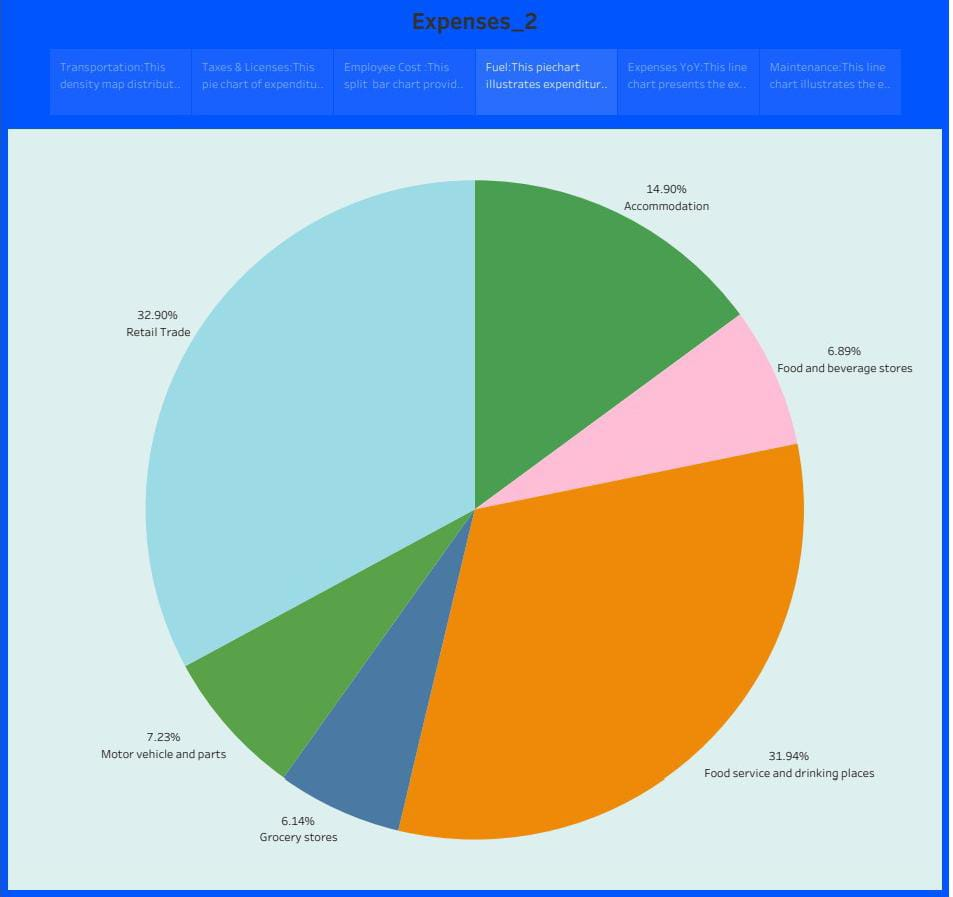 Expenses_2
Transportation:This
density map distribut..
Taxes & Licenses:This
pie chart of expenditu..
Employee Cost :This
split bar chart provid..
Fuel:This piechart
illustrates expenditur..
Expenses YoY:This line
chart presents the ex..
Maintenance:This line
chart illustrates the e..
14.90%
Accommodation
32.90%
Retail Trade
6.89%
Food and beverage stores
7.23%
Motor vehicle and parts
31.94%
Food service and drinking places
6.14%
Grocery stores